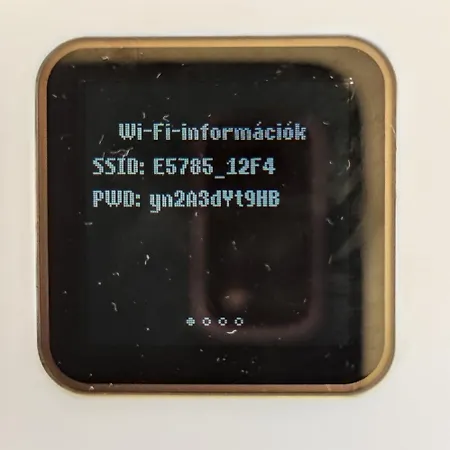 Wi-Fi-információk
SSID: E5785_12F4
PWD: yn2A3dYt9HB